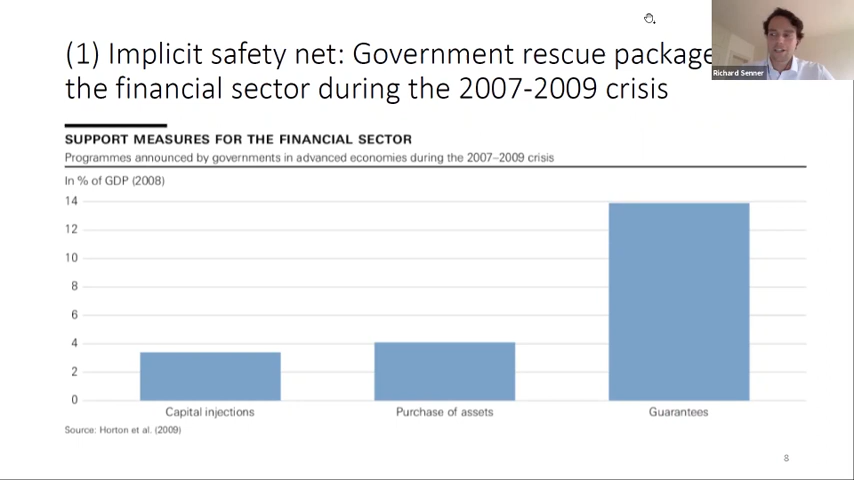 (1) Implicit safety net: Government rescue package
the financial sector during the 2007-2009 crisis
Richard Senner
SUPPORT MEASURES FOR THE FINANCIAL SECTOR
Programmes announced by governments in advanced economies during the 2007–2009 crisis
In % of GDP (2008)
14
12
10
8
6
4
2
0
Capital injections Purchase of assets Guarantees
Source: Horton et al. (2009)
8